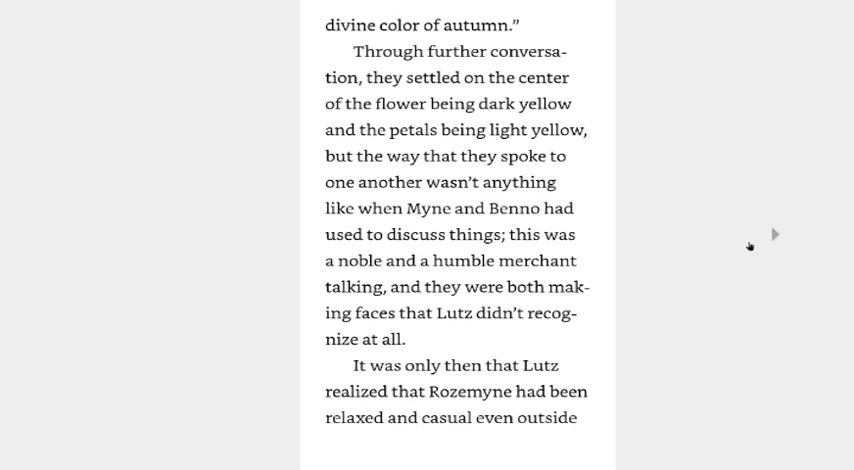 divine color of autumn.”
Through further conversa-
tion, they settled on the center
of the flower being dark yellow
and the petals being light yellow,
but the way that they spoke to
one another wasn’t anything
like when Myne and Benno had
used to discuss things; this was
a noble and a humble merchant
talking, and they were both mak-
ing faces that Lutz didn’t recog-
nize at all.
It was only then that Lutz
realized that Rozemyne had been
relaxed and casual even outside